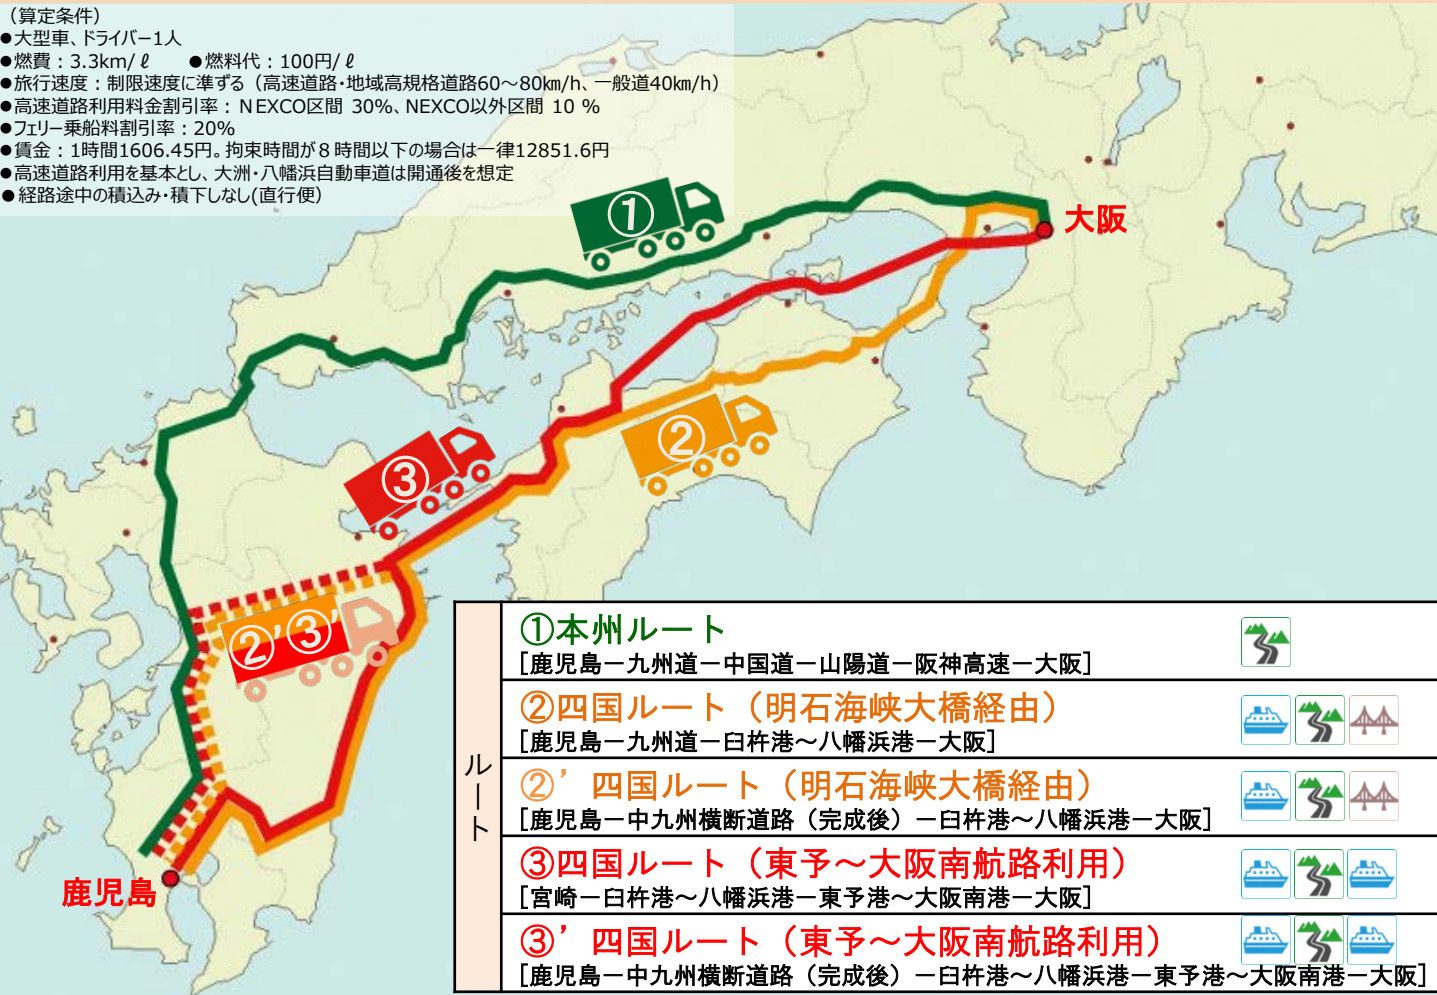 （算定条件）
●大型車、ドライバー1人
●燃費：3.3km/ℓ　●燃料代：100円/ℓ
●旅行速度：制限速度に準ずる（高速道路・地域高規格道路60～80km/h、一般道40km/h）
●高速道路利用料金割引率：NEXCO区間 30%、NEXCO以外区間 10 %
●フェリー乗船料割引率：20%
●賃金：1時間1606.45円。拘束時間が８時間以下の場合は一律12851.6円
●高速道路利用を基本とし、大洲・八幡浜自動車道は開通後を想定
●経路途中の積込み・積下しなし(直行便)
①
大阪
②
③
②’③’
鹿児島
ルート
①本州ルート
[鹿児島－九州道－中国道－山陽道－阪神高速－大阪]
②四国ルート（明石海峡大橋経由）
[鹿児島－九州道－臼杵港～八幡浜港－大阪]
②’四国ルート（明石海峡大橋経由）
[鹿児島－中九州横断道路（完成後）－臼杵港～八幡浜港－大阪]
③四国ルート（東予～大阪南航路利用）
[宮崎－臼杵港～八幡浜港－東予港～大阪南港－大阪]
③’四国ルート（東予～大阪南航路利用）
[鹿児島－中九州横断道路（完成後）－臼杵港～八幡浜港－東予港～大阪南港－大阪]